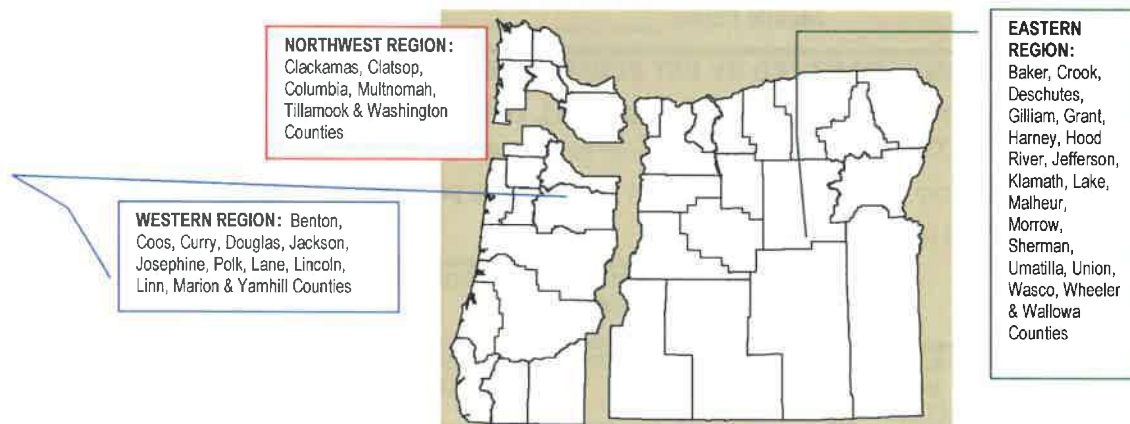 NORTHWEST REGION:
Clackamas, Clatsop,
Columbia, Multnomah,
Tillamook & Washington
Counties
WESTERN REGION: Benton,
Coos, Curry, Douglas, Jackson,
Josephine, Polk, Lane, Lincoln,
Linn, Marion & Yamhill Counties
EASTERN
REGION:
Baker, Crook,
Deschutes,
Gilliam, Grant,
Harney, Hood
River, Jefferson,
Klamath, Lake,
Malheur,
Morrow,
Sherman,
Umatilla, Union,
Wasco, Wheeler
& Wallowa
Counties